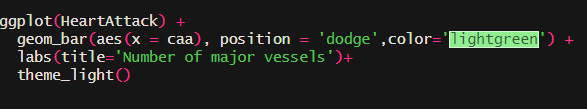 ggplot(HeartAttack) +
  geom_bar(aes(x = caa), position = 'dodge',color='lightgreen') +
  labs(title='Number of major vessels')+
  theme_light()